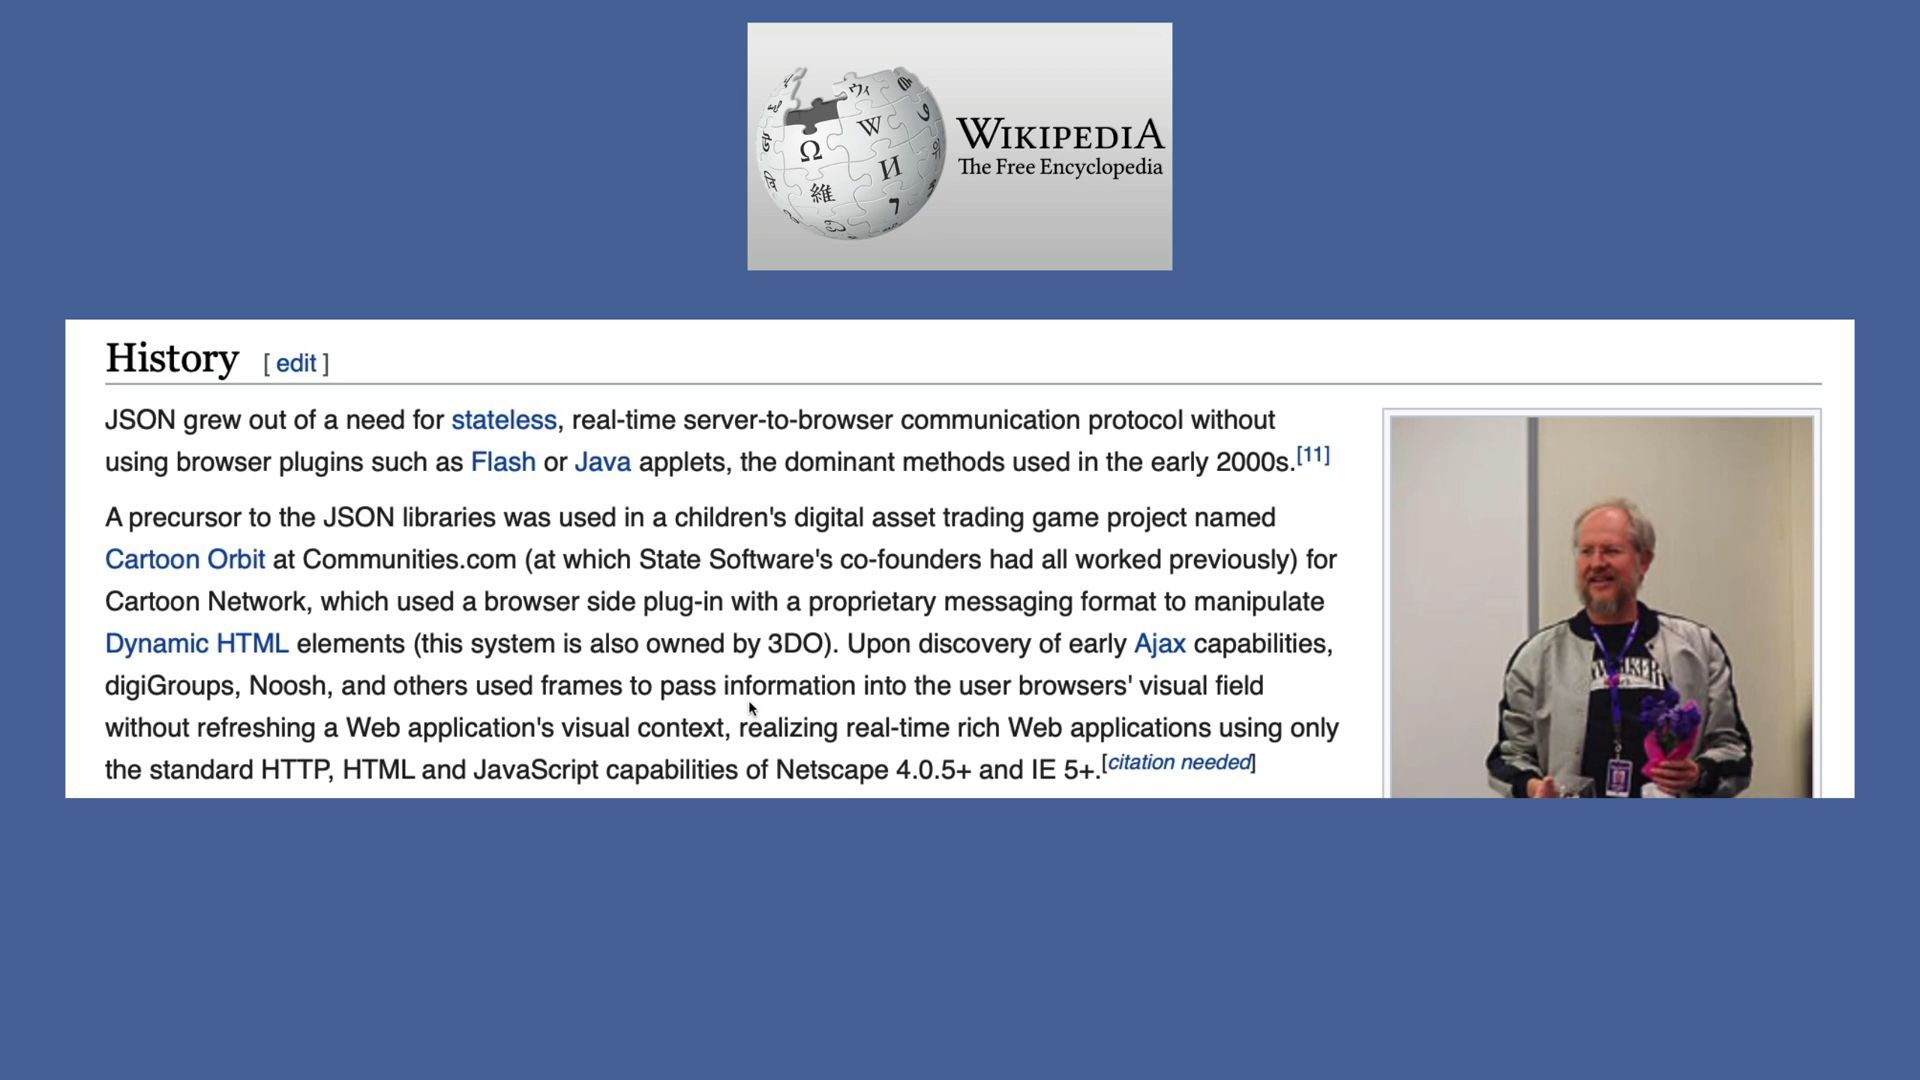 WIKIPEDIA
The Free Encyclopedia
History [ edit ]
JSON grew out of a need for stateless, real-time server-to-browser communication protocol without
using browser plugins such as Flash or Java applets, the dominant methods used in the early 2000s.[11]
A precursor to the JSON libraries was used in a children's digital asset trading game project named
Cartoon Orbit at Communities.com (at which State Software's co-founders had all worked previously) for
Cartoon Network, which used a browser side plug-in with a proprietary messaging format to manipulate
Dynamic HTML elements (this system is also owned by 3DO). Upon discovery of early Ajax capabilities,
digiGroups, Noosh, and others used frames to pass information into the user browsers' visual field
without refreshing a Web application's visual context, realizing real-time rich Web applications using only
the standard HTTP, HTML and JavaScript capabilities of Netscape 4.0.5+ and IE 5+.[citation needed]